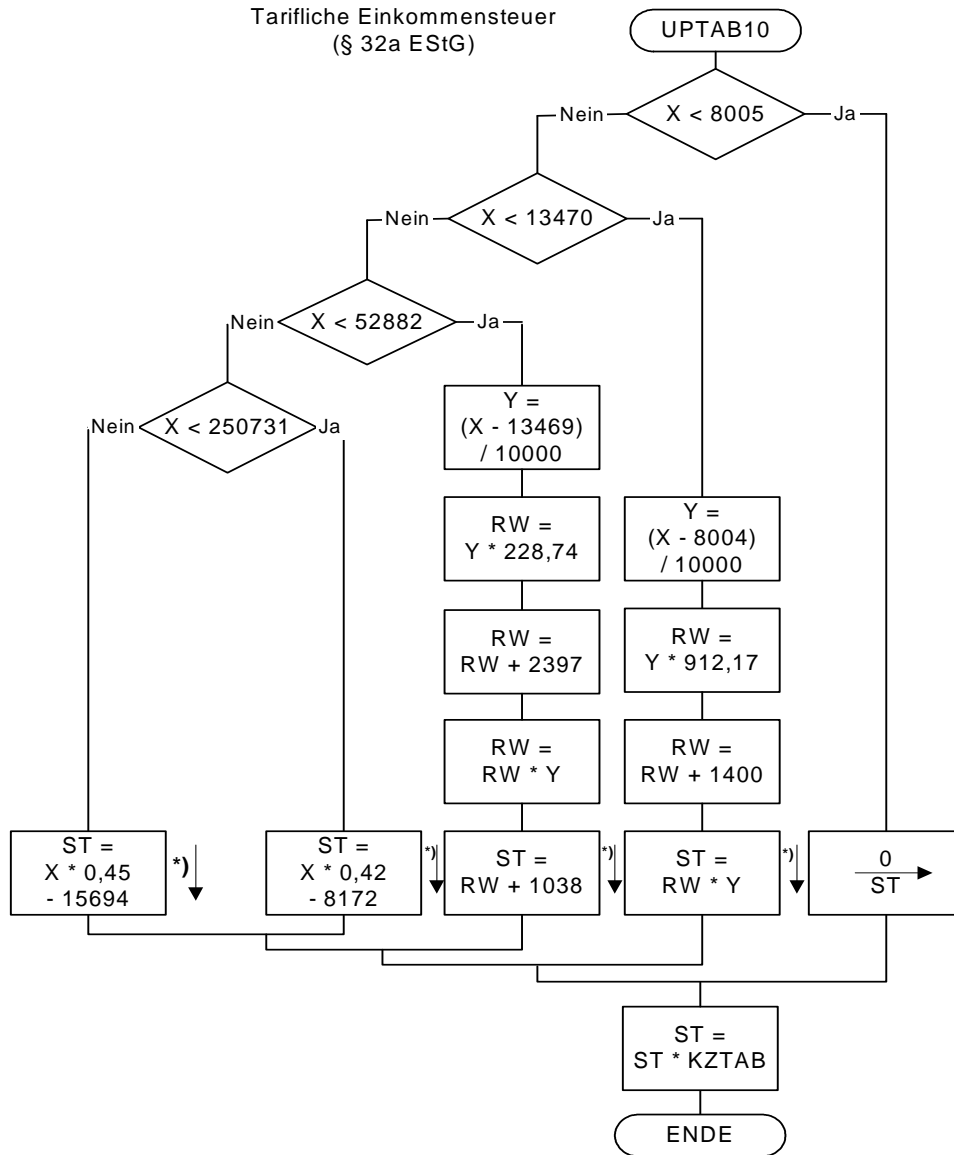 Tarifliche Einkommensteuer
(§ 32a EStG)
UPTAB10
X < 8005
Nein
Ja
X < 13470
Nein
Ja
X < 52882
Nein
Ja
X < 250731
Nein
Ja
Y =
(X - 13469)
/ 10000
RW =
Y * 228,74
RW =
RW + 2397
RW =
RW * Y
Y =
(X - 8004)
/ 10000
RW =
Y * 912,17
RW =
RW + 1400
ST =
X * 0,45
- 15694
*)
ST =
X * 0,42
- 8172
*)
ST =
RW + 1038
*)
ST =
RW * Y
*)
0
ST
ST =
ST * KZTAB
ENDE